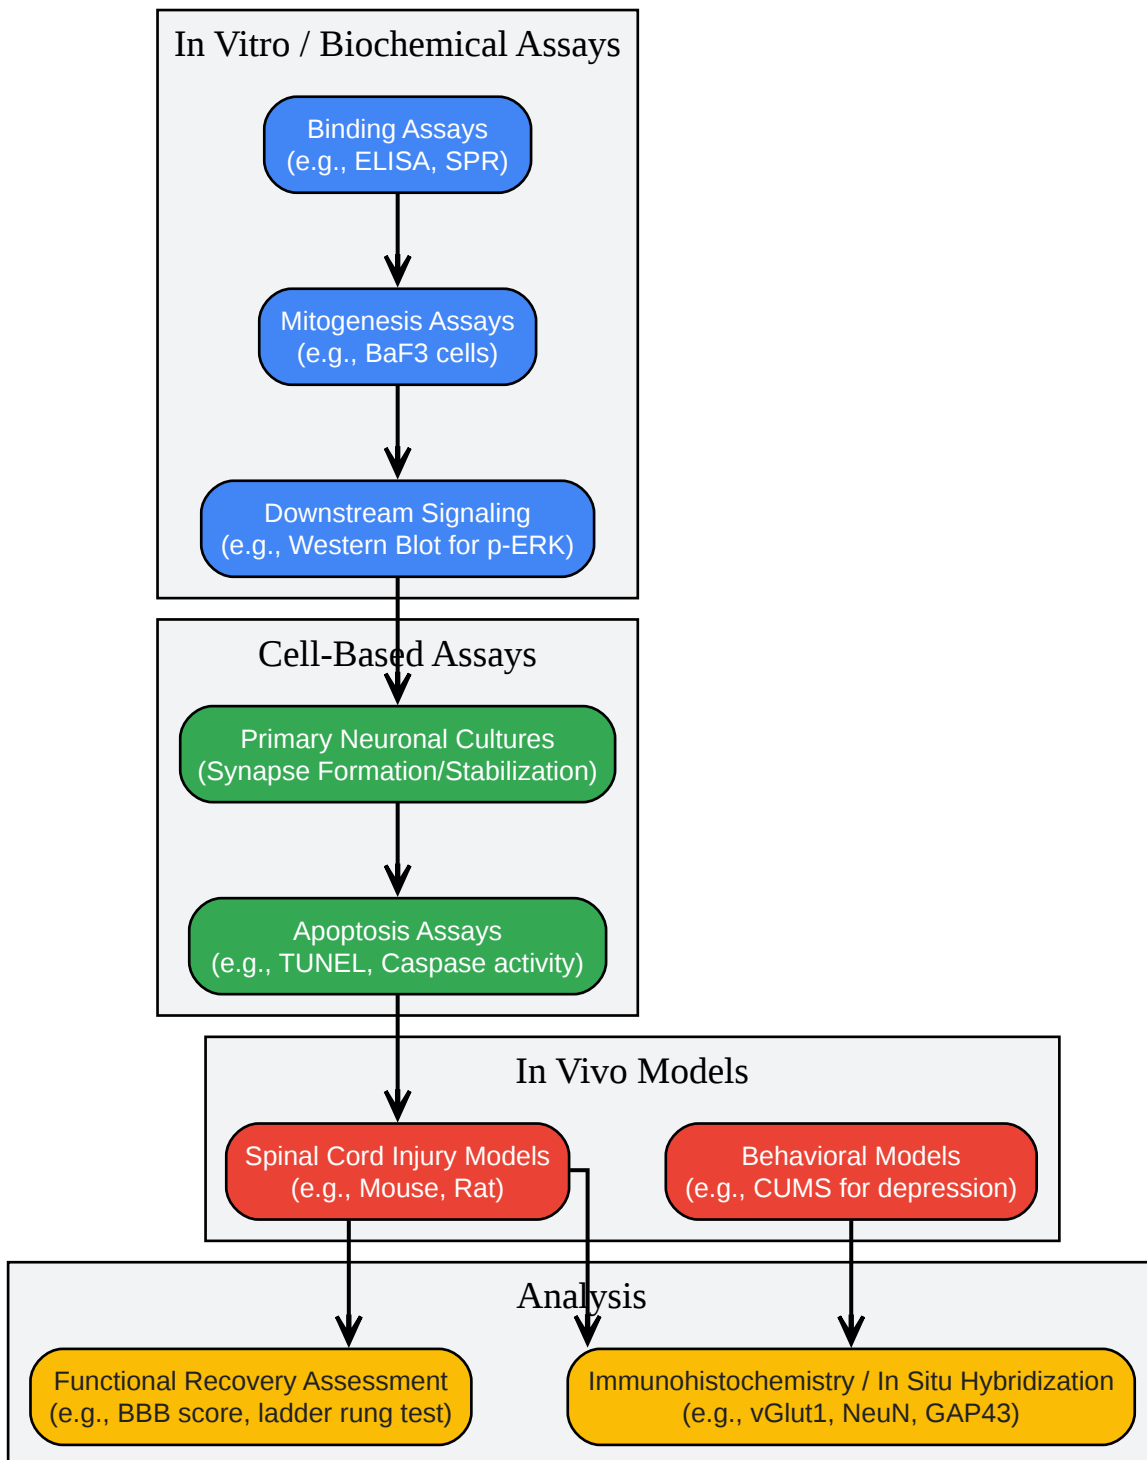 In Vitro / Biochemical Assays
Binding Assays
(e.g., ELISA, SPR)
Mitogenesis Assays
(e.g., BaF3 cells)
Downstream Signaling
(e.g., Western Blot for p-ERK)
Cell-Based Assays
Primary Neuronal Cultures
(Synapse Formation/Stabilization)
Apoptosis Assays
(e.g., TUNEL, Caspase activity)
In Vivo Models
Spinal Cord Injury Models
(e.g., Mouse, Rat)
Behavioral Models
(e.g., CUMS for depression)
Analysis
Functional Recovery Assessment
(e.g., BBB score, ladder rung test)
Immunohistochemistry / In Situ Hybridization
(e.g., vGlut1, NeuN, GAP43)